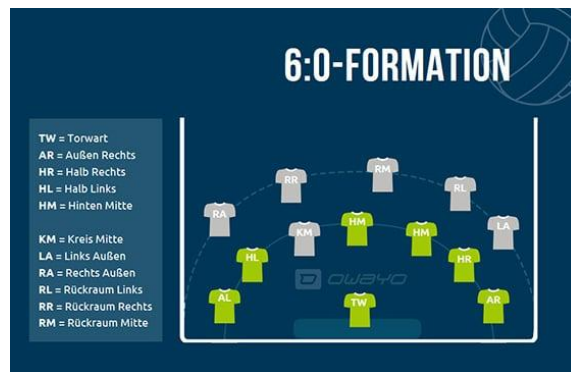 6:0-FORMATION
TW = Torwart
AR = Außen Rechts
HR = Halb Rechts
HL = Halb Links
HM = Hinten Mitte
KM = Kreis Mitte
LA = Links Außen
RA = Rechts Außen
RL = Rückraum Links
RR = Rückraum Rechts
RM = Rückraum Mitte
RM
RR
RL
RA
HM
LA
KM
HM
HL
HR
owayo
AL
TW
AR